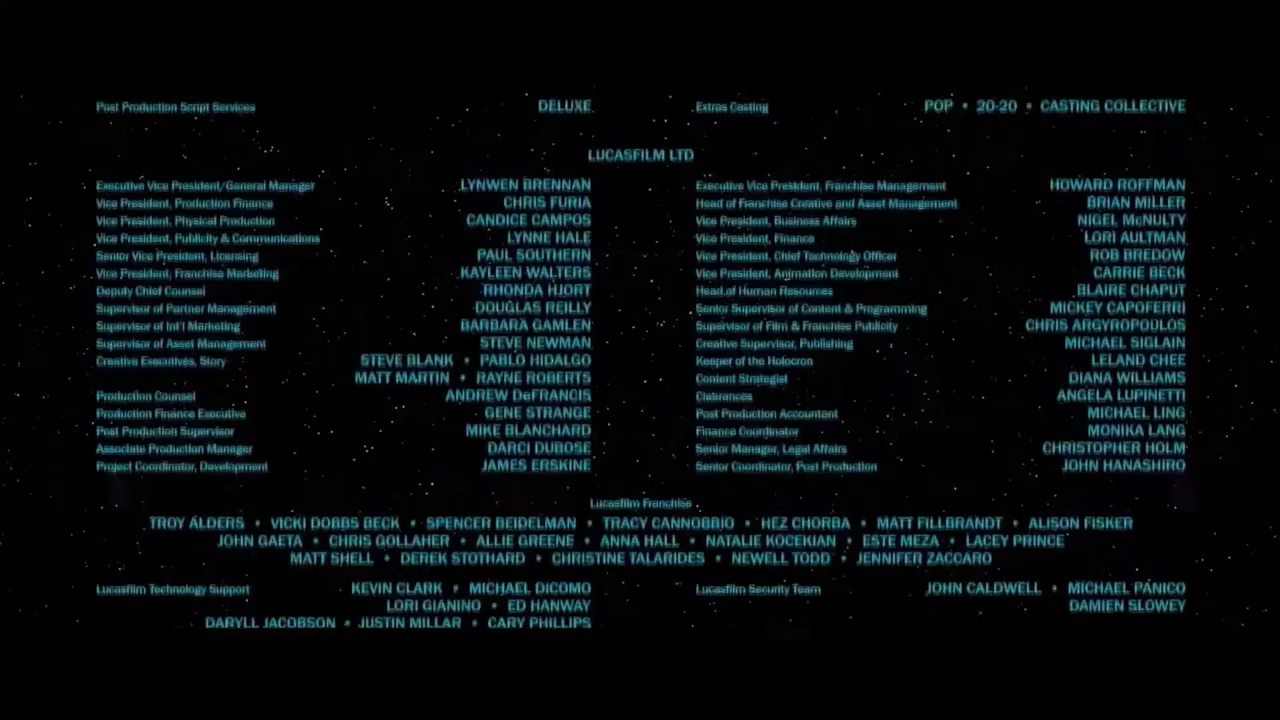 Post Production Script Services DELUXE Extras Casting POP • 20-20 • CASTING COLLECTIVE
LUCASFILM LTD
Executive Vice President/General Manager LYNWEN BRENNAN Executive Vice President, Franchise Management HOWARD ROFFMAN
Vice President, Production Finance CHRIS FURIA Head of Franchise Creative and Asset Management BRIAN MILLER
Vice President, Physical Production CANDICE CAMPOS Vice President, Business Affairs NIGEL McNULTY
Vice President, Publicity & Communications LYNNE HALE Vice President, Finance LORI AULTMAN
Senior Vice President, Licensing PAUL SOUTHERN Vice President, Chief Technology Officer ROB BREDOW
Vice President, Franchise Marketing KAYLEEN WALTERS Vice President, Animation Development CARRIE BECK
Deputy Chief Counsel RHONDA HJORT Head of Human Resources BLAIRE CHAPUT
Supervisor of Partner Management DOUGLAS REILLY Senior Supervisor of Content & Programming MICKEY CAPOFERRI
Supervisor of Int'l Marketing BARBARA GAMLEN Supervisor of Film & Franchise Publicity CHRIS ARGYROPOULOS
Supervisor of Asset Management STEVE NEWMAN Creative Supervisor, Publishing MICHAEL SIGLAIN
Creative Executives, Story STEVE BLANK • PABLO HIDALGO Keeper of the Holocron LELAND CHEE
MATT MARTIN • RAYNE ROBERTS Content Strategist DIANA WILLIAMS
Production Counsel ANDREW DeFRANCIS Clearances ANGELA LUPINETTI
Production Finance Executive GENE STRANGE Post Production Accountant MICHAEL LING
Post Production Supervisor MIKE BLANCHARD Finance Coordinator MONIKA LANG
Associate Production Manager DARCI DUBOSE Senior Manager, Legal Affairs CHRISTOPHER HOLM
Project Coordinator, Development JAMES ERSKINE Senior Coordinator, Post Production JOHN HANASHIRO
Lucasfilm Franchise
TROY ALDERS • VICKI DOBBS BECK • SPENCER BEIDELMAN • TRACY CANNOBBIO • HEZ CHORBA • MATT FILLBRANDT • ALISON FISKER
JOHN GAETA • CHRIS GOLLAHER • ALLIE GREENE • ANNA HALL • NATALIE KOCEKIAN • ESTE MEZA • LACEY PRINCE
MATT SHELL • DEREK STOTHARD • CHRISTINE TALARIDES • NEWELL TODD • JENNIFER ZACCARO
Lucasfilm Technology Support KEVIN CLARK • MICHAEL DICOMO Lucasfilm Security Team JOHN CALDWELL • MICHAEL PANICO
LORI GIANINO • ED HANWAY DAMIEN SLOWEY
DARYLL JACOBSON • JUSTIN MILLAR • CARY PHILLIPS